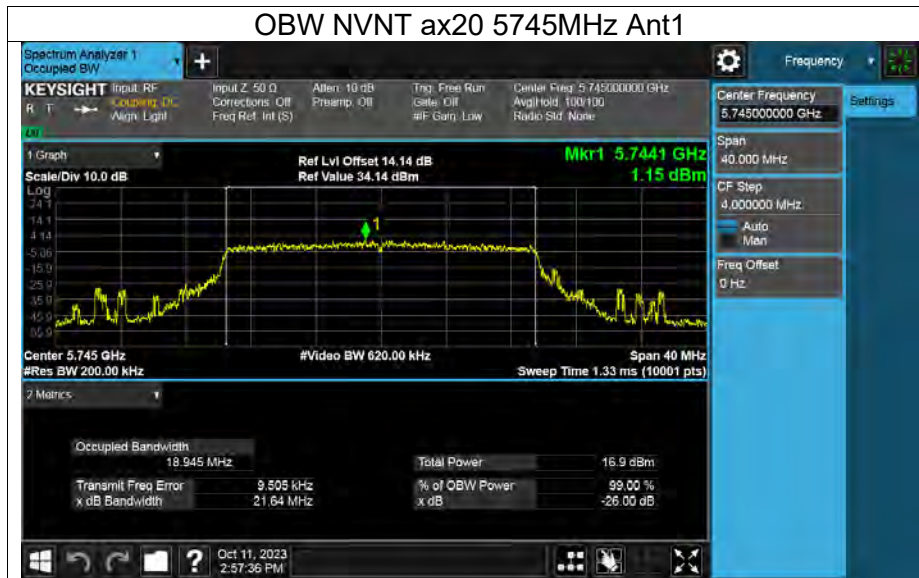 OBW NVNT ax20 5745MHz Ant1
Spectrum Analyzer 1
Occupied BW
+
Frequency
KEYSIGHT Input: RF
R T
Coupling: DC
Align: Light
Input Z: 50 Ω
Corrections: Off
Freq Ref: Int (S)
Atten: 10 dB
Preamp: Off
Trig: Free Run
Gate: Off
#IF Gain: Low
Center Freq: 5.745000000 GHz
Avg|Hold: 100/100
Radio Std: None
Center Frequency
5.745000000 GHz
Settings
Span
40.000 MHz
CF Step
4.000000 MHz
Auto
Man
Freq Offset
0 Hz
1 Graph
Scale/Div 10.0 dB
Ref Lvl Offset 14.14 dB
Ref Value 34.14 dBm
Mkr1 5.7441 GHz
1.15 dBm
Log
24.1
14.1
4.14
-5.86
-15.9
-25.9
-35.9
-45.9
-55.9
1
Center 5.745 GHz
#Res BW 200.00 kHz
#Video BW 620.00 kHz
Span 40 MHz
Sweep Time 1.33 ms (10001 pts)
2 Metrics
Occupied Bandwidth
18.945 MHz
Total Power 16.9 dBm
Transmit Freq Error 9.505 kHz
% of OBW Power 99.00 %
x dB Bandwidth 21.64 MHz
x dB -26.00 dB
?
Oct 11, 2023
2:57:36 PM